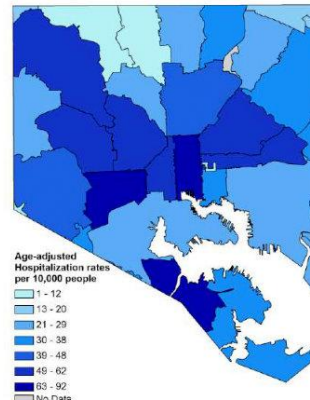 Age-adjusted
Hospitalization rates
per 10,000 people
1 - 12
13 - 20
21 - 29
30 - 38
39 - 48
49 - 62
63 - 92
No Data